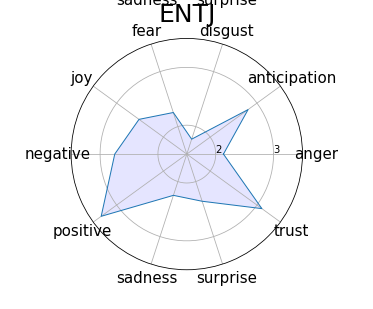 sadness surprise
ENTJ
fear disgust
joy anticipation
2 3
negative anger
positive trust
sadness surprise